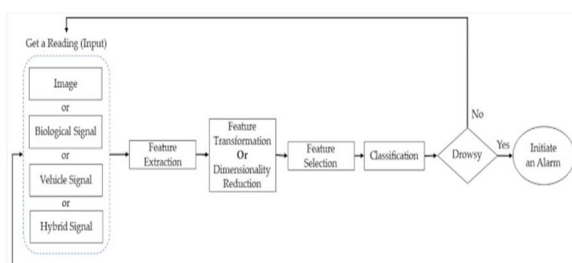 Get a Reading (Input)
Image
or
Biological Signal
or
Vehicle Signal
or
Hybrid Signal
Feature
Extraction
Feature
Transformation
Or
Dimensionality
Reduction
Feature
Selection
Classification
Drowsy
No
Yes
Initiate
an Alarm